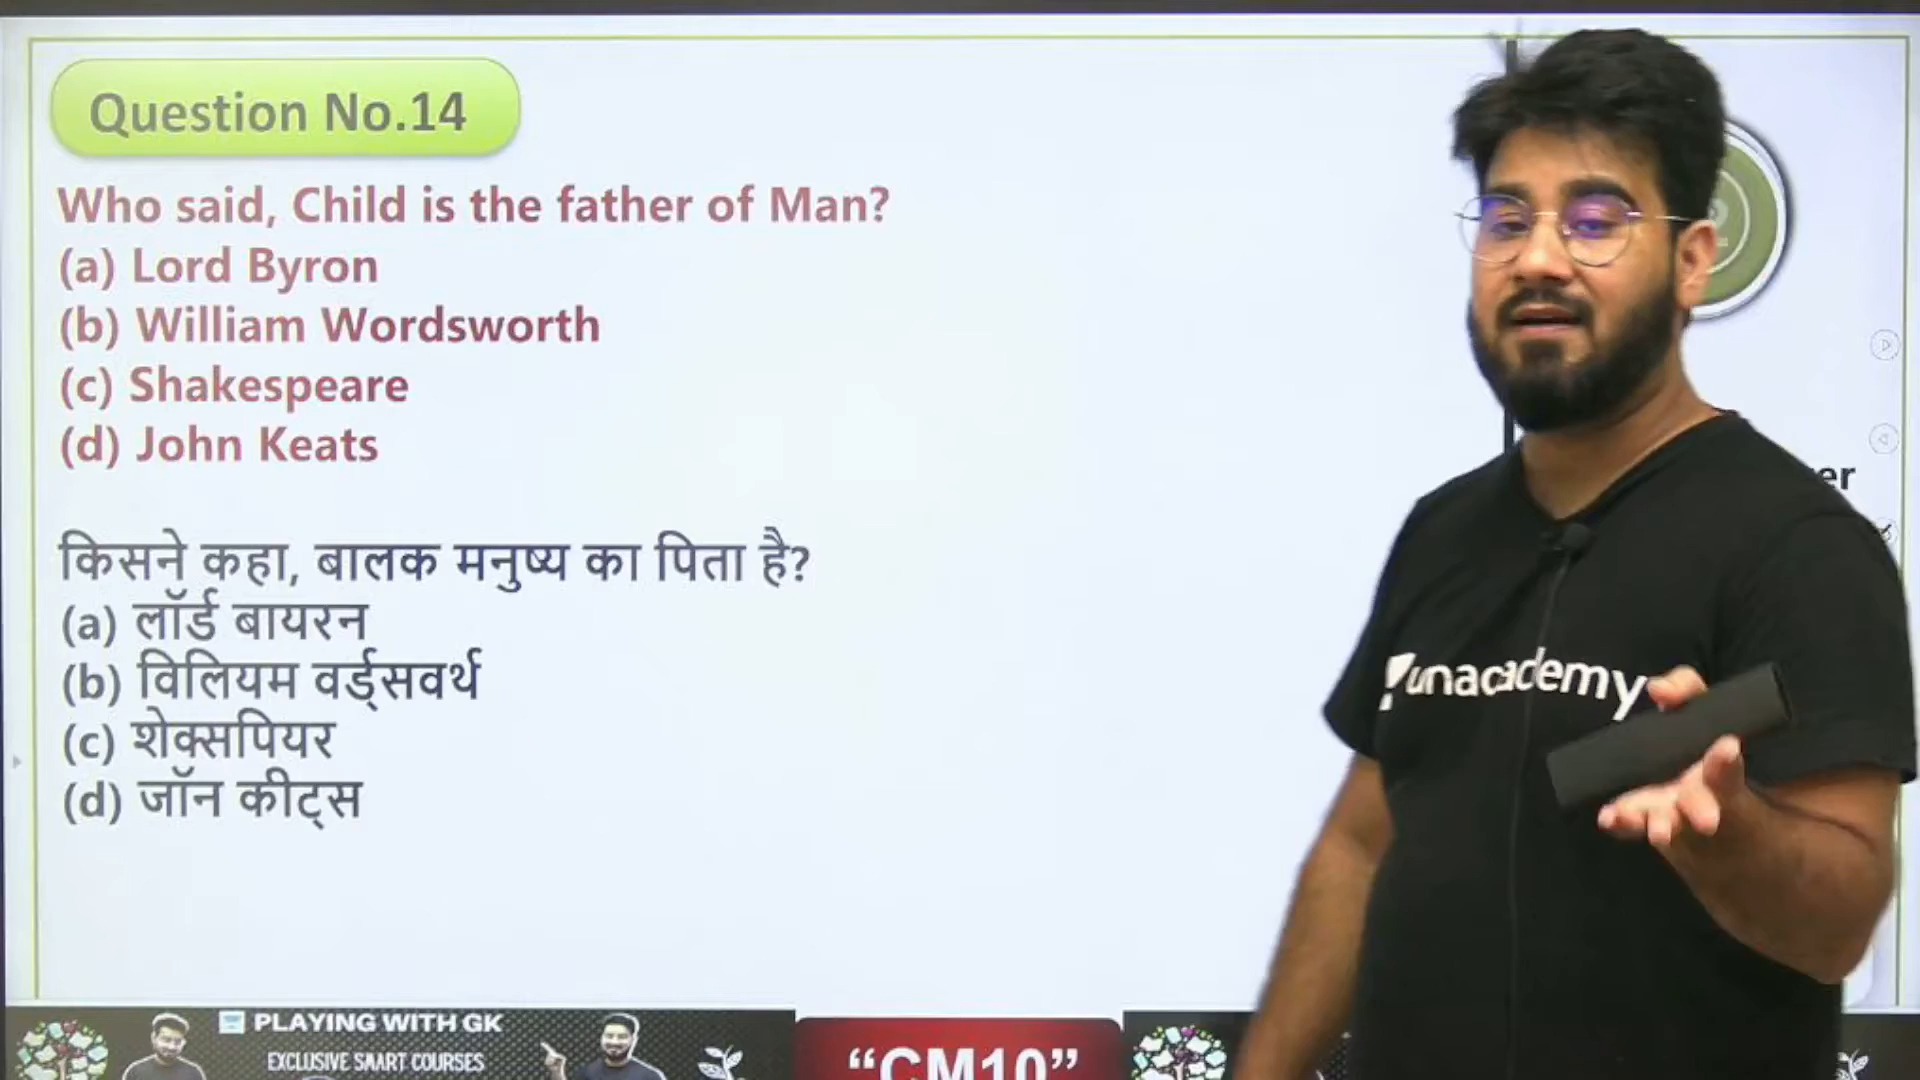 Question No.14
Who said, Child is the father of Man?
(a) Lord Byron
(b) William Wordsworth
(c) Shakespeare
(d) John Keats
किसने कहा, बालक मनुष्य का पिता है?
(a) लॉर्ड बायरन
(b) विलियम वर्ड्सवर्थ
(c) शेक्सपियर
(d) जॉन कीट्स
unacademy
PLAYING WITH GK
EXCLUSIVE SMART COURSES
“CM10”